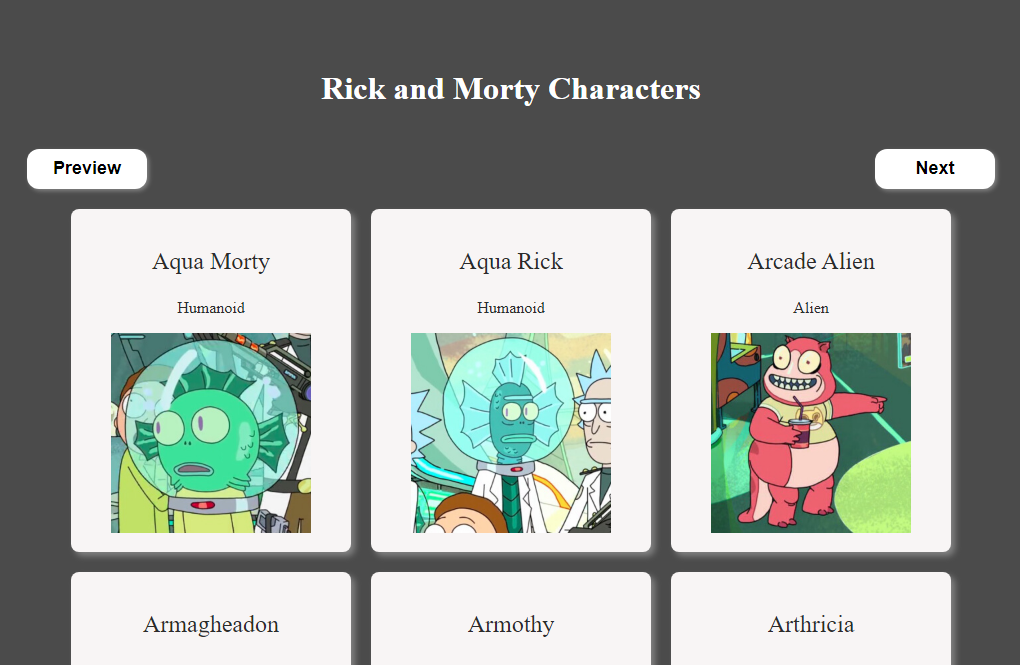 Rick and Morty Characters
Preview
Next
Aqua Morty
Humanoid
Aqua Rick
Humanoid
Arcade Alien
Alien
Armagheadon
Armothy
Arthricia